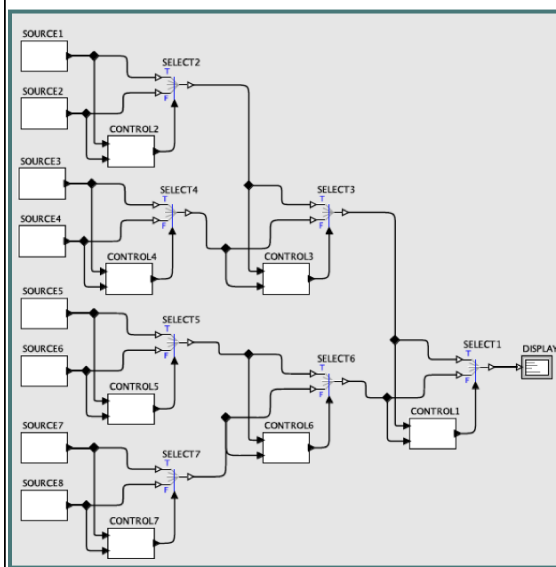 SOURCE1
SELECT2
T
SOURCE2
F
CONTROL2
SOURCE3
SELECT4
SELECT3
T
T
SOURCE4
F
F
CONTROL4
CONTROL3
SOURCE5
SELECT5
T
SELECT1
DISPLAY
SOURCE6
F
SELECT6
T
T
F
F
CONTROL5
CONTROL1
SOURCE7
CONTROL6
SELECT7
T
SOURCE8
F
CONTROL7